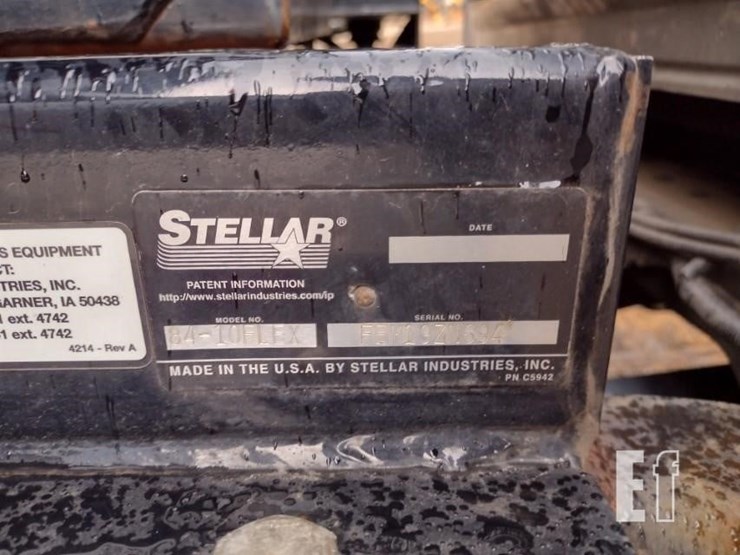 S EQUIPMENT
CT:
TRIES, INC.
GARNER, IA 50438
1 ext. 4742
1 ext. 4742
4214 - Rev A
STELLAR®
PATENT INFORMATION
http://www.stellarindustries.com/ip
DATE
MODEL NO.
84-10FLEX
SERIAL NO.
MADE IN THE U.S.A. BY STELLAR INDUSTRIES, INC.
PN C5942
Ef